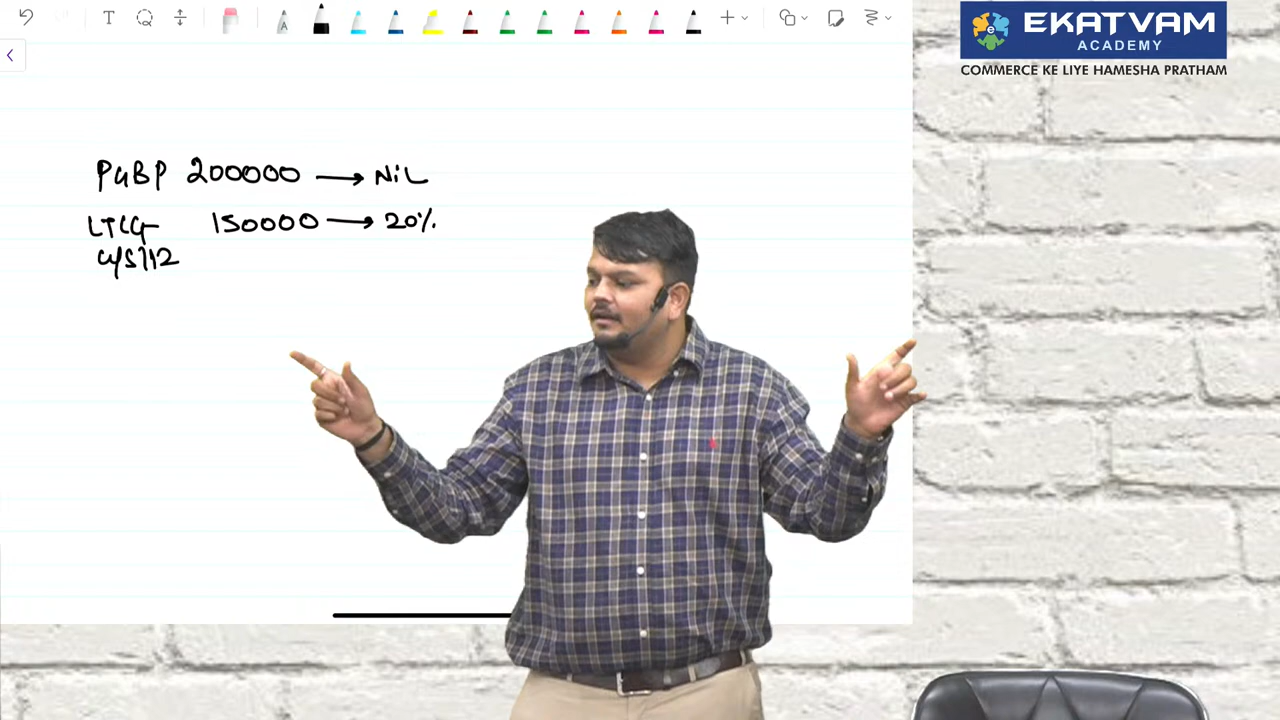 EKATVAM
ACADEMY
COMMERCE KE LIYE HAMESHA PRATHAM
PGBP 200000 → NiL
LTCG 150000 → 20%
u/s 112